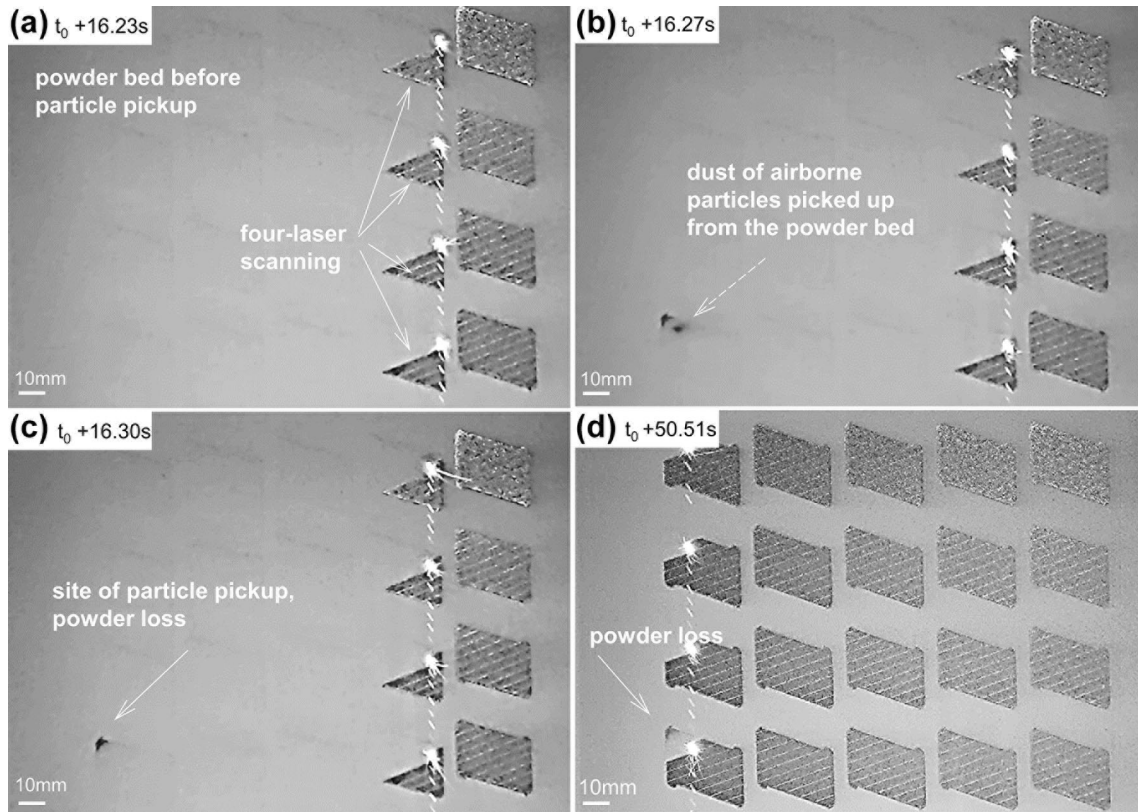 (a) t₀ +16.23s
powder bed before
particle pickup
four-laser
scanning
10mm
(b) t₀ +16.27s
dust of airborne
particles picked up
from the powder bed
10mm
(c) t₀ +16.30s
site of particle pickup,
powder loss
10mm
(d) t₀ +50.51s
powder loss
10mm